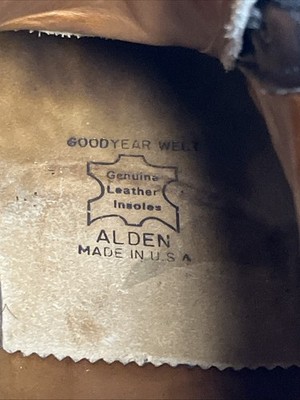 GOODYEAR WELT
Genuine
Leather
Insoles
ALDEN
MADE IN U.S A